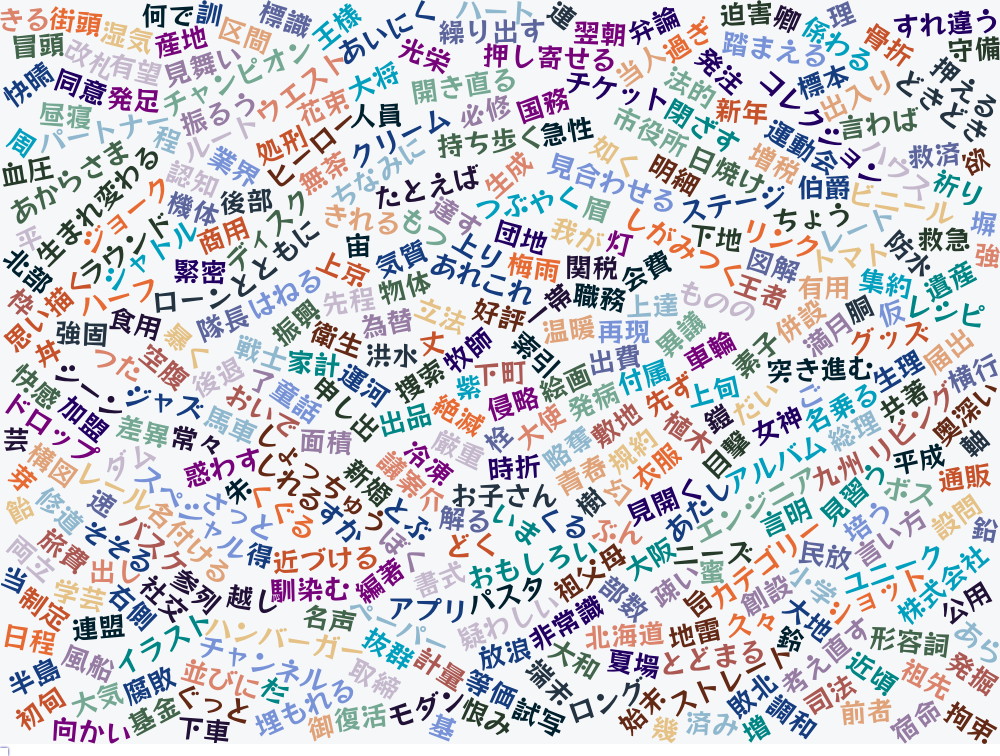 きる
街頭
湿気
何で
訓
区間
標識
王様
あいにく
ハート
連
繰り出す
翌朝
弁論
迫害
卿
係わる
理
骨折
すれ違う
守備
冒頭
改札
有望
産地
見舞い
チャンピオン
光栄
押し寄せる
当人
過ぎ
踏まえる
快晴
同意
発足
ウエスト
大将
開き直る
チケット
法的
発注
コレクション
標本
出入り
どきどき
押える
昼寝
振るう
花束
人員
必修
国務
閉ざす
新年
言わば
周
パートナー
程
ルート
処刑
ヒーロー
クリーム
持ち歩く
急性
市役所
運動会
ハウス
救済
欲
血圧
あからさま
業界
無茶
ちなみに
如く
日焼け
増税
祈り
生まれ変わる
認知
たとえば
生成
見合わせる
明細
ステージ
伯爵
ビニール
平
ジョーク
機体
後部
ディスク
きれる
もつ
達す
つぶやく
眉
しがみつく
ちょう
レート
塀
北部
ラウンド
シャトル
商用
宙
気質
上り
団地
我が
灯
下地
リンク
トマト
防水
救急
強
緊密
ともに
上京
あれこれ
梅雨
関税
会費
王者
図解
有用
集約
遺産
枠
描く
ハーフ
ローン
はねる
先程
物体
帯
職務
上達
ものの
併設
満月
胴
仮
レシピ
思い
強固
食用
暴く
隊長
振興
衛生
為替
立法
好評
温暖
再現
異議
素子
グッズ
丼
つた
空腹
戦士
家計
洪水
丈
牧師
索引
出費
車輪
突き進む
生理
届出
快感
ジーン
ジャズ
後退
了
童話
運河
捜索
紫
下町
絵画
付属
先ず
上旬
だい
ご
横行
ドロップ
加盟
馬車
おいで
申し出
出品
絶滅
侵略
発病
敷地
鎧
女神
名乗る
共著
奥深い
芸
差異
常々
し
面積
栓
大使
略奪
植木
目撃
総理
リビング
軸
芽
構図
レール
ダム
惑わす
しょっちゅう
新婚
冷凍
厳重
時折
青春
規約
衣服
アルバム
九州
平成
通販
飴
修道
速
スペシャル
さっと
朱
くぐる
れる
すか
とぶ
護
美
介
お子さん
樹
見開く
あたし
エンジニア
見習う
ボス
設問
両立
旅費
そそる
バスケ
名付ける
得
近づける
ぼく
解る
いま
くる
ぶん
言明
培う
言い方
鉛
当
出し
社交
参列
越し
馴染む
編著
どく
おもしろい
大阪
ニーズ
カテゴリー
民放
ユニーク
制定
学芸
右側
書式
パスタ
祖父母
疎い
蜜
小学
株式会社
日程
連盟
イラスト
名声
ペーパー
アプリ
疑わしい
部数
缶
創設
ショット
公用
半島
風船
ハンバーガー
抜群
計量
放浪
非常識
北海道
地雷
久々
鈴
大地
形容詞
あら
初旬
大気
腐敗
並びに
杉
チャンネル
取締
等価
端末
大和
夏場
とどまる
考え直す
近頃
祖先
発掘
向かい
基金
ぐっと
下車
埋もれる
御
復活
モダン
基
恨み
試写
ロング
始末
ストレート
幾
済み
敗北
増
調和
司法
前者
宿命
拘束